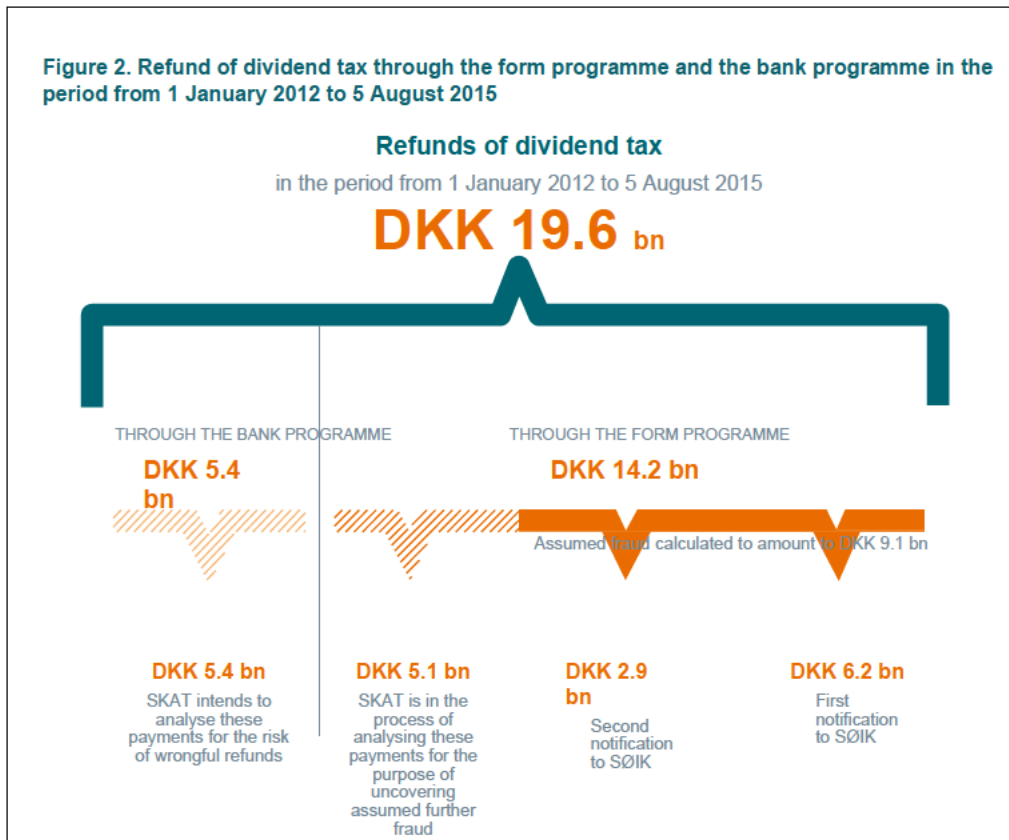 Figure 2. Refund of dividend tax through the form programme and the bank programme in the
period from 1 January 2012 to 5 August 2015
Refunds of dividend tax
in the period from 1 January 2012 to 5 August 2015
DKK 19.6 bn
THROUGH THE BANK PROGRAMME
DKK 5.4
bn
THROUGH THE FORM PROGRAMME
DKK 14.2 bn
Assumed fraud calculated to amount to DKK 9.1 bn
DKK 5.4 bn
SKAT intends to
analyse these
payments for the risk
of wrongful refunds
DKK 5.1 bn
SKAT is in the
process of
analysing these
payments for the
purpose of
uncovering
assumed further
fraud
DKK 2.9
bn
Second
notification
to SØIK
DKK 6.2 bn
First
notification
to SØIK